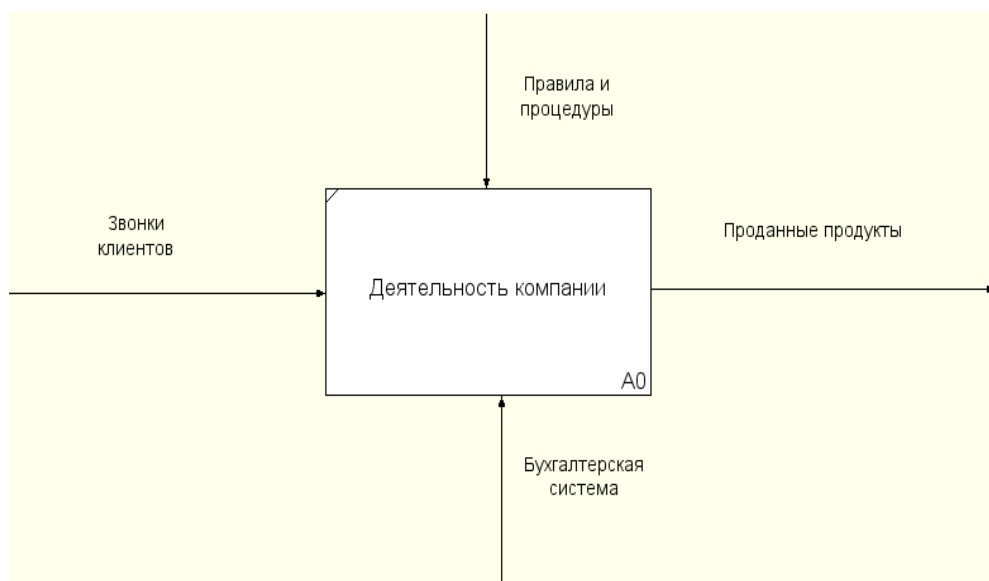 Правила и
процедуры
Звонки
клиентов
Проданные продукты
Деятельность компании
A0
Бухгалтерская
система